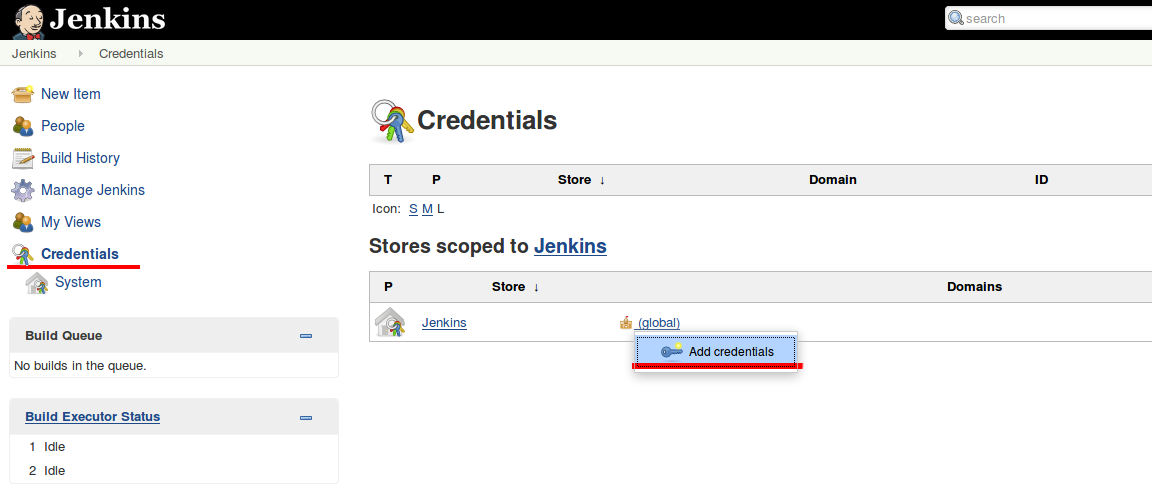 Jenkins
search
Jenkins Credentials
New Item
People
Build History
Manage Jenkins
My Views
Credentials
System
Build Queue
No builds in the queue.
Build Executor Status
1 Idle
2 Idle
Credentials
T P Store ↓ Domain ID
Icon: S M L
Stores scoped to Jenkins
P Store ↓ Domains
Jenkins (global)
Add credentials